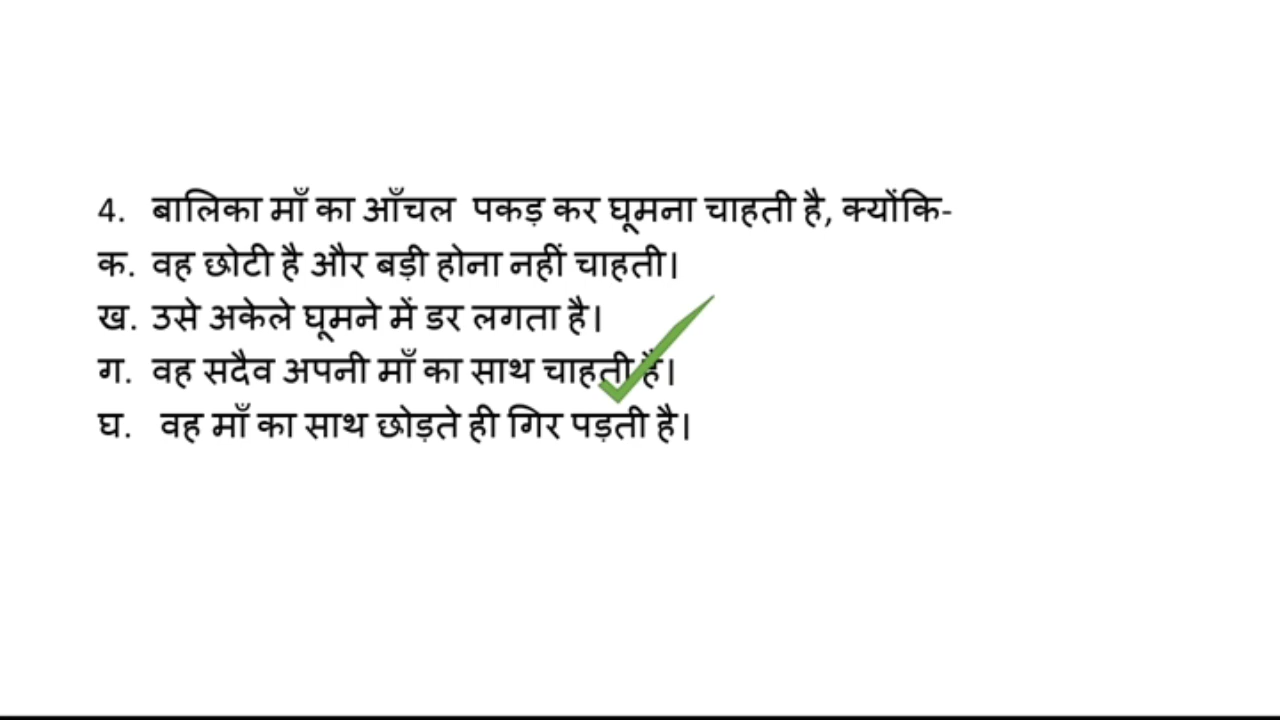 4. बालिका माँ का आँचल पकड़ कर घूमना चाहती है, क्योंकि-
क. वह छोटी है और बड़ी होना नहीं चाहती।
ख. उसे अकेले घूमने में डर लगता है।
ग. वह सदैव अपनी माँ का साथ चाहती है।
घ. वह माँ का साथ छोड़ते ही गिर पड़ती है।